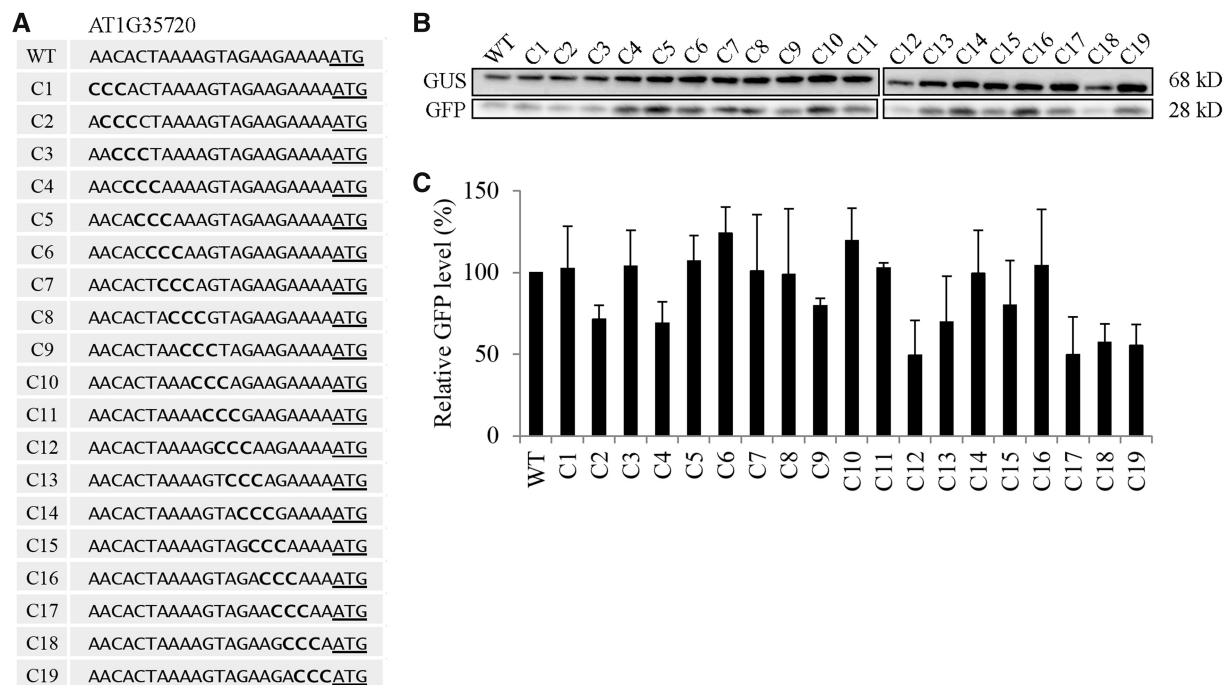 A
AT1G35720
WT AACACTAAAAGTAGAAGAAAAATG
C1 CCCACTAAAAGTAGAAGAAAAATG
C2 ACCCCTAAAAGTAGAAGAAAAATG
C3 AACCCCTAAAAGTAGAAGAAAAATG
C4 AACCCCAAAAGTAGAAGAAAAATG
C5 AACACCCAAAGTAGAAGAAAAATG
C6 AACACCCCAAGTAGAAGAAAAATG
C7 AACACTCCCAGTAGAAGAAAAATG
C8 AACACTACCCGTAGAAGAAAAATG
C9 AACACTAACCCTAGAAGAAAAATG
C10 AACACTAAACCCAGAAGAAAAATG
C11 AACACTAAAACCCGAAGAAAAATG
C12 AACACTAAAAGCCCAAGAAAAATG
C13 AACACTAAAAGTCCCAGAAAAATG
C14 AACACTAAAAGTACCCGAAAAATG
C15 AACACTAAAAGTAGCCCAAAAATG
C16 AACACTAAAAGTAGACCCAAAATG
C17 AACACTAAAAGTAGAACCCAAATG
C18 AACACTAAAAGTAGAAGCCCAATG
C19 AACACTAAAAGTAGAAGACCCATG
B
WT C1 C2 C3 C4 C5 C6 C7 C8 C9 C10 C11 C12 C13 C14 C15 C16 C17 C18 C19
GUS 68 kD
GFP 28 kD
C
Relative GFP level (%)
150
100
50
0
WT C1 C2 C3 C4 C5 C6 C7 C8 C9 C10 C11 C12 C13 C14 C15 C16 C17 C18 C19